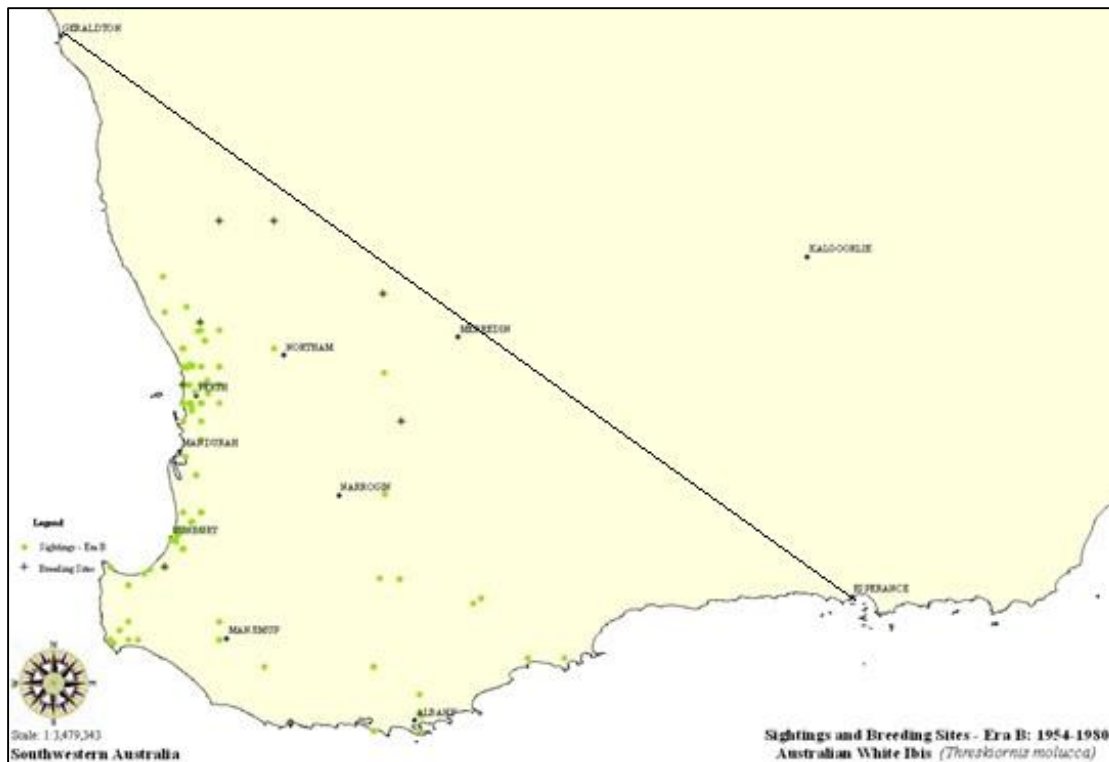 GERALDTON
KALGOORLIE
MERREDIN
NORTHAM
PERTH
MANDURAH
NARROGIN
Legend
BUNBURY
Sightings - Era B
Breeding Sites
ESPERANCE
MANJIMUP
N
ALBANY
Scale: 1:3,479,343
Southwestern Australia
Sightings and Breeding Sites - Era B: 1954-1980
Australian White Ibis (Threskiornis molucca)